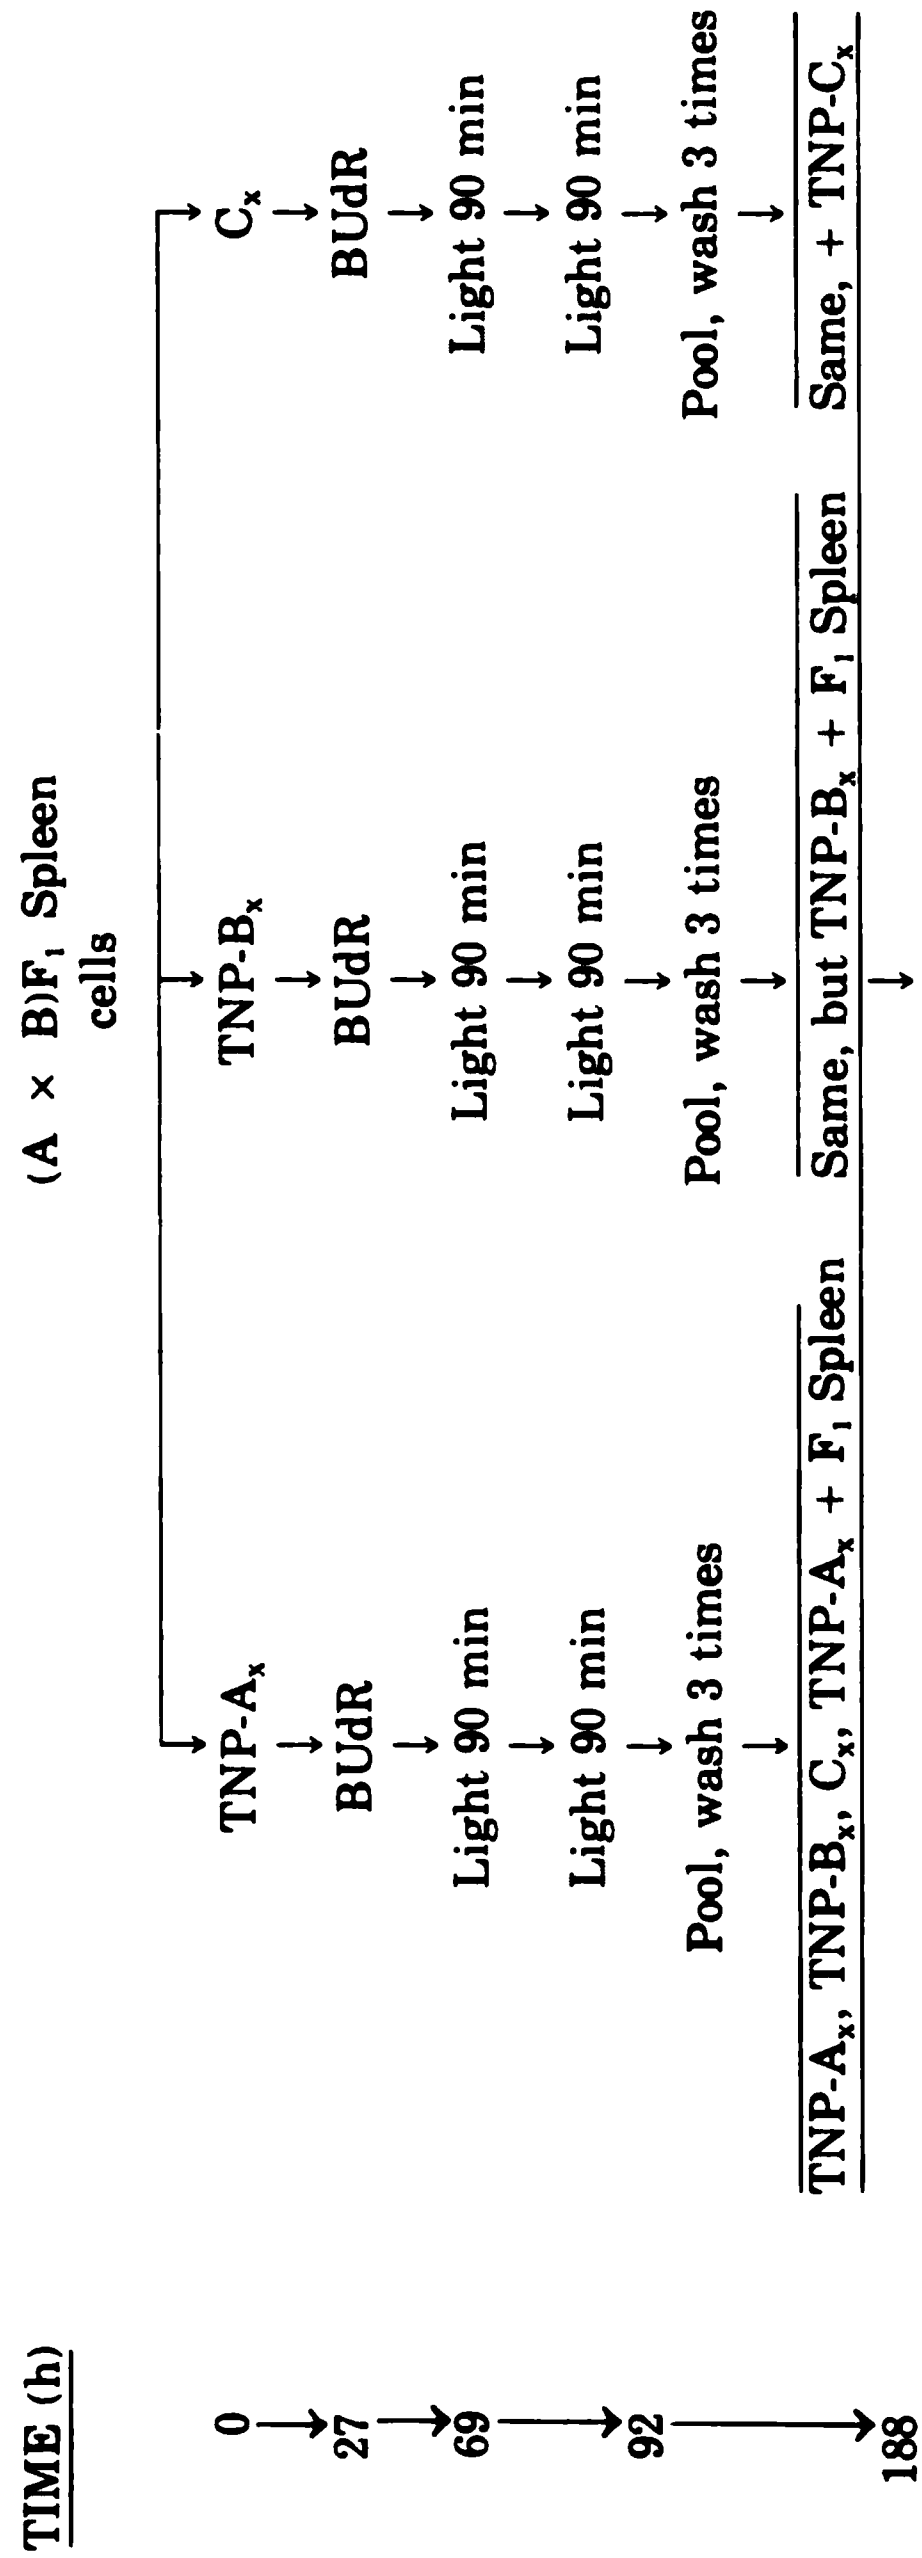 (A × B)F₁ Spleen
cells
TIME (h)
0 TNP-Aₓ TNP-Bₓ Cₓ
27 BUdR BUdR BUdR
69 Light 90 min Light 90 min Light 90 min
Light 90 min Light 90 min Light 90 min
92 Pool, wash 3 times Pool, wash 3 times Pool, wash 3 times
TNP-Aₓ, TNP-Bₓ, Cₓ, TNP-Aₓ + F₁ Spleen Same, but TNP-Bₓ + F₁ Spleen Same, + TNP-Cₓ
188